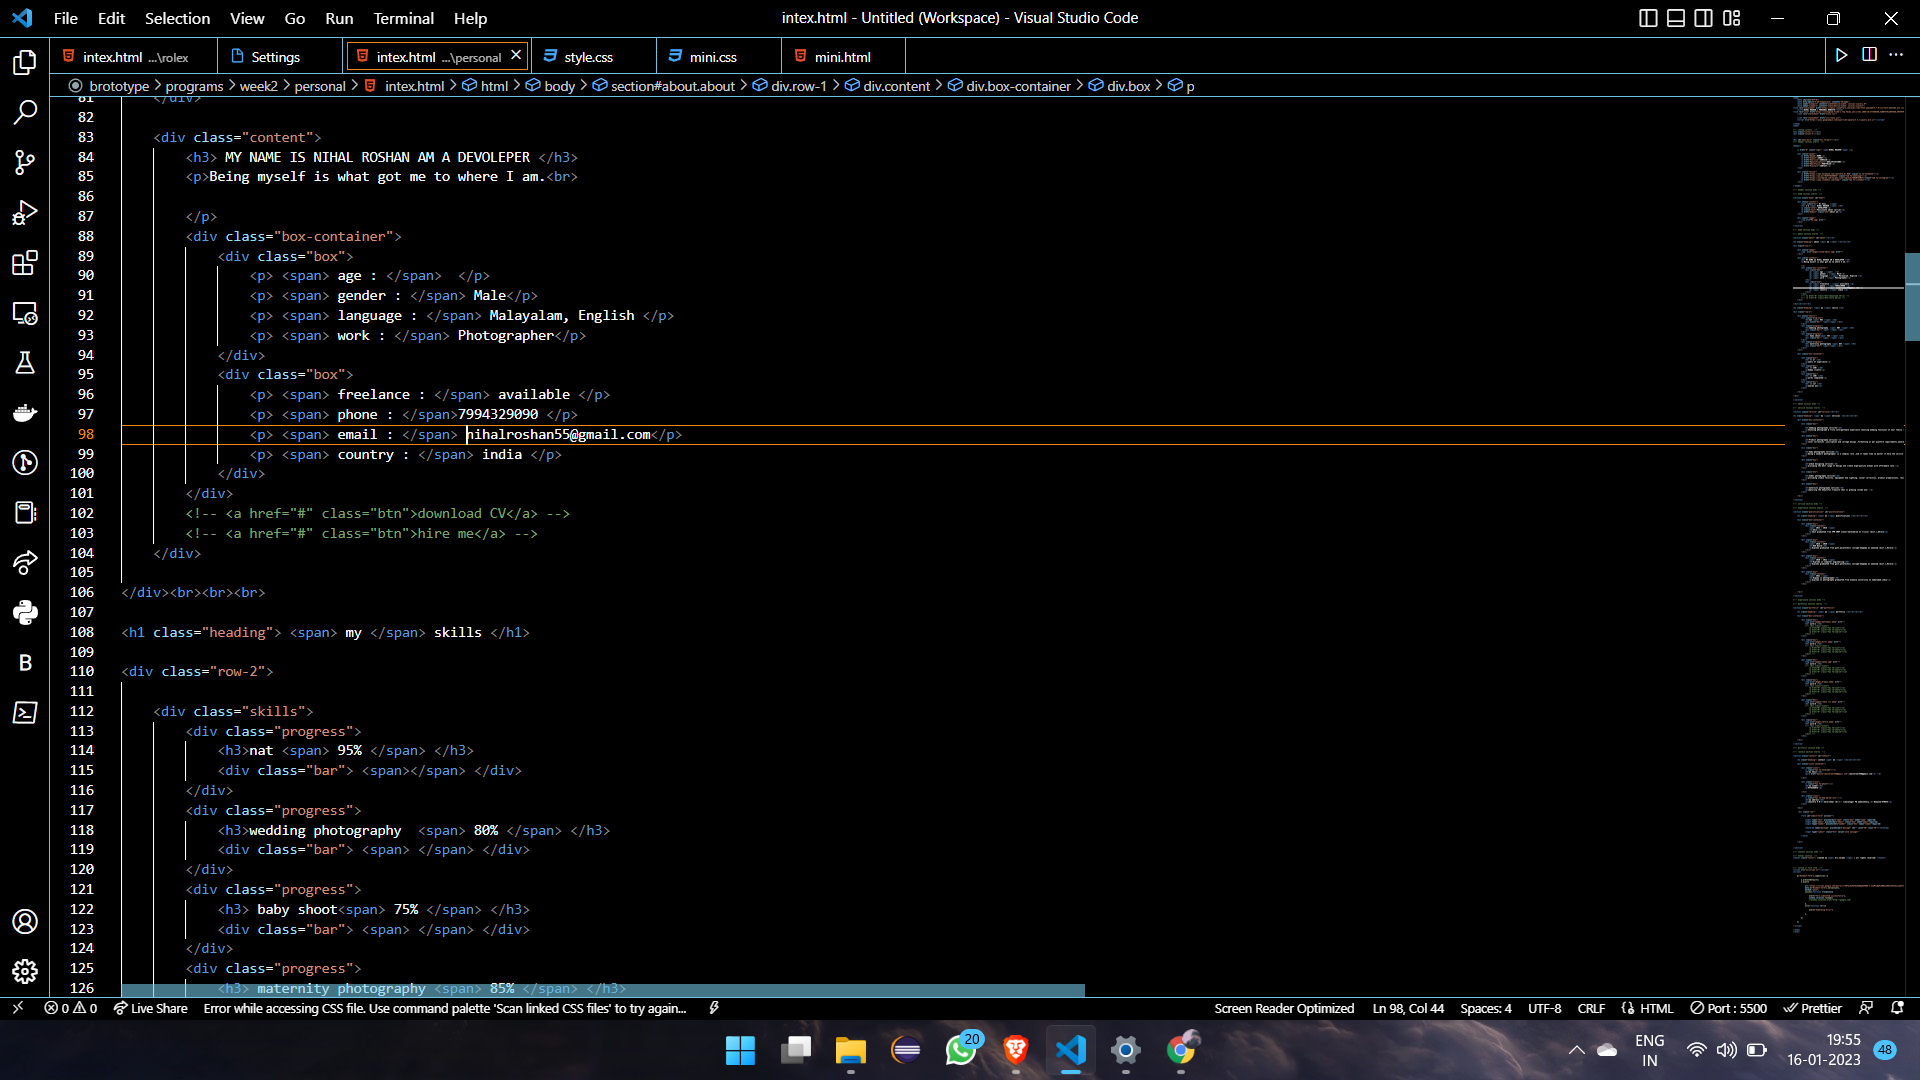 File Edit Selection View Go Run Terminal Help
intex.html - Untitled (Workspace) - Visual Studio Code
intex.html ...\rolex
Settings
intex.html ...\personal
style.css
mini.css
mini.html
brototype > programs > week2 > personal > intex.html > html > body > section#about.about > div.row-1 > div.content > div.box-container > div.box > p
81 </div>
82
83 <div class="content">
84 <h3> MY NAME IS NIHAL ROSHAN AM A DEVOLEPER </h3>
85 <p>Being myself is what got me to where I am.<br>
86
87 </p>
88 <div class="box-container">
89 <div class="box">
90 <p> <span> age : </span>  </p>
91 <p> <span> gender : </span> Male</p>
92 <p> <span> language : </span> Malayalam, English </p>
93 <p> <span> work : </span> Photographer</p>
94 </div>
95 <div class="box">
96 <p> <span> freelance : </span> available </p>
97 <p> <span> phone : </span>7994329090 </p>
98 <p> <span> email : </span> nihalroshan55@gmail.com</p>
99 <p> <span> country : </span> india </p>
100 </div>
101 </div>
102 <!-- <a href="#" class="btn">download CV</a> -->
103 <!-- <a href="#" class="btn">hire me</a> -->
104 </div>
105
106 </div><br><br><br>
107
108 <h1 class="heading"> <span> my </span> skills </h1>
109
110 <div class="row-2">
111
112 <div class="skills">
113 <div class="progress">
114 <h3>nat <span> 95% </span> </h3>
115 <div class="bar"> <span></span> </div>
116 </div>
117 <div class="progress">
118 <h3>wedding photography  <span> 80% </span> </h3>
119 <div class="bar"> <span> </span> </div>
120 </div>
121 <div class="progress">
122 <h3> baby shoot<span> 75% </span> </h3>
123 <div class="bar"> <span> </span> </div>
124 </div>
125 <div class="progress">
126 <h3> maternity photography <span> 85% </span> </h3>
0 0 Live Share Error while accessing CSS file. Use command palette 'Scan linked CSS files' to try again...
Screen Reader Optimized Ln 98, Col 44 Spaces: 4 UTF-8 CRLF HTML Port : 5500 Prettier
20
ENG
IN
19:55
16-01-2023
48